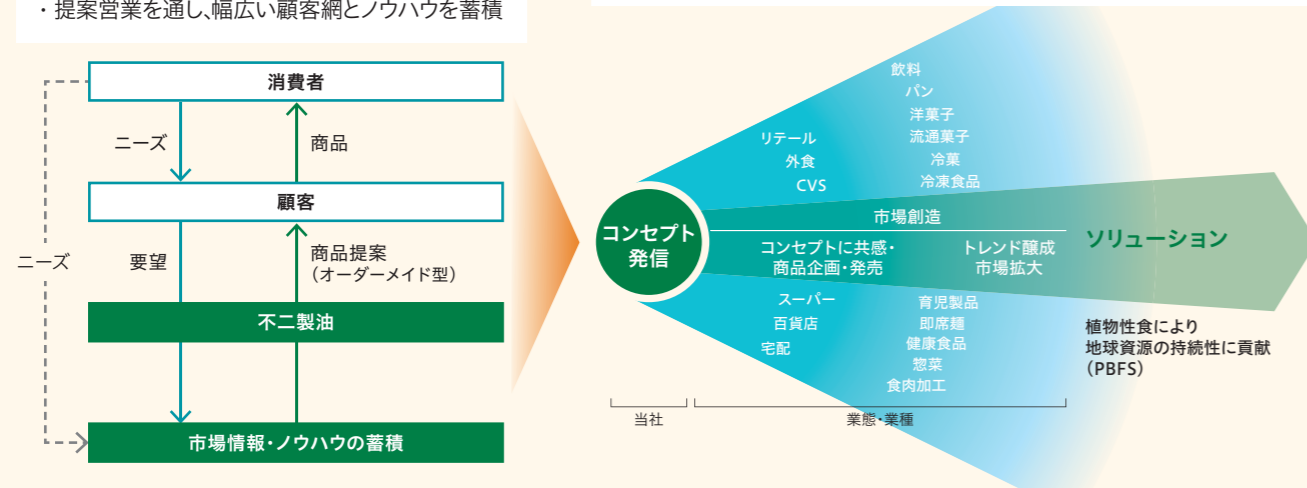 ・提案営業を通し、幅広い顧客網とノウハウを蓄積
消費者
ニーズ
商品
顧客
ニーズ
要望
商品提案
（オーダーメイド型）
不二製油
市場情報・ノウハウの蓄積
コンセプト
発信
リテール
外食
CVS
飲料
パン
洋菓子
流通菓子
冷菓
冷凍食品
市場創造
コンセプトに共感・
商品企画・発売
トレンド醸成
市場拡大
ソリューション
スーパー
百貨店
宅配
育児製品
即席麺
健康食品
惣菜
食肉加工
植物性食により
地球資源の持続性に貢献
（PBFS）
当社
業態・業種